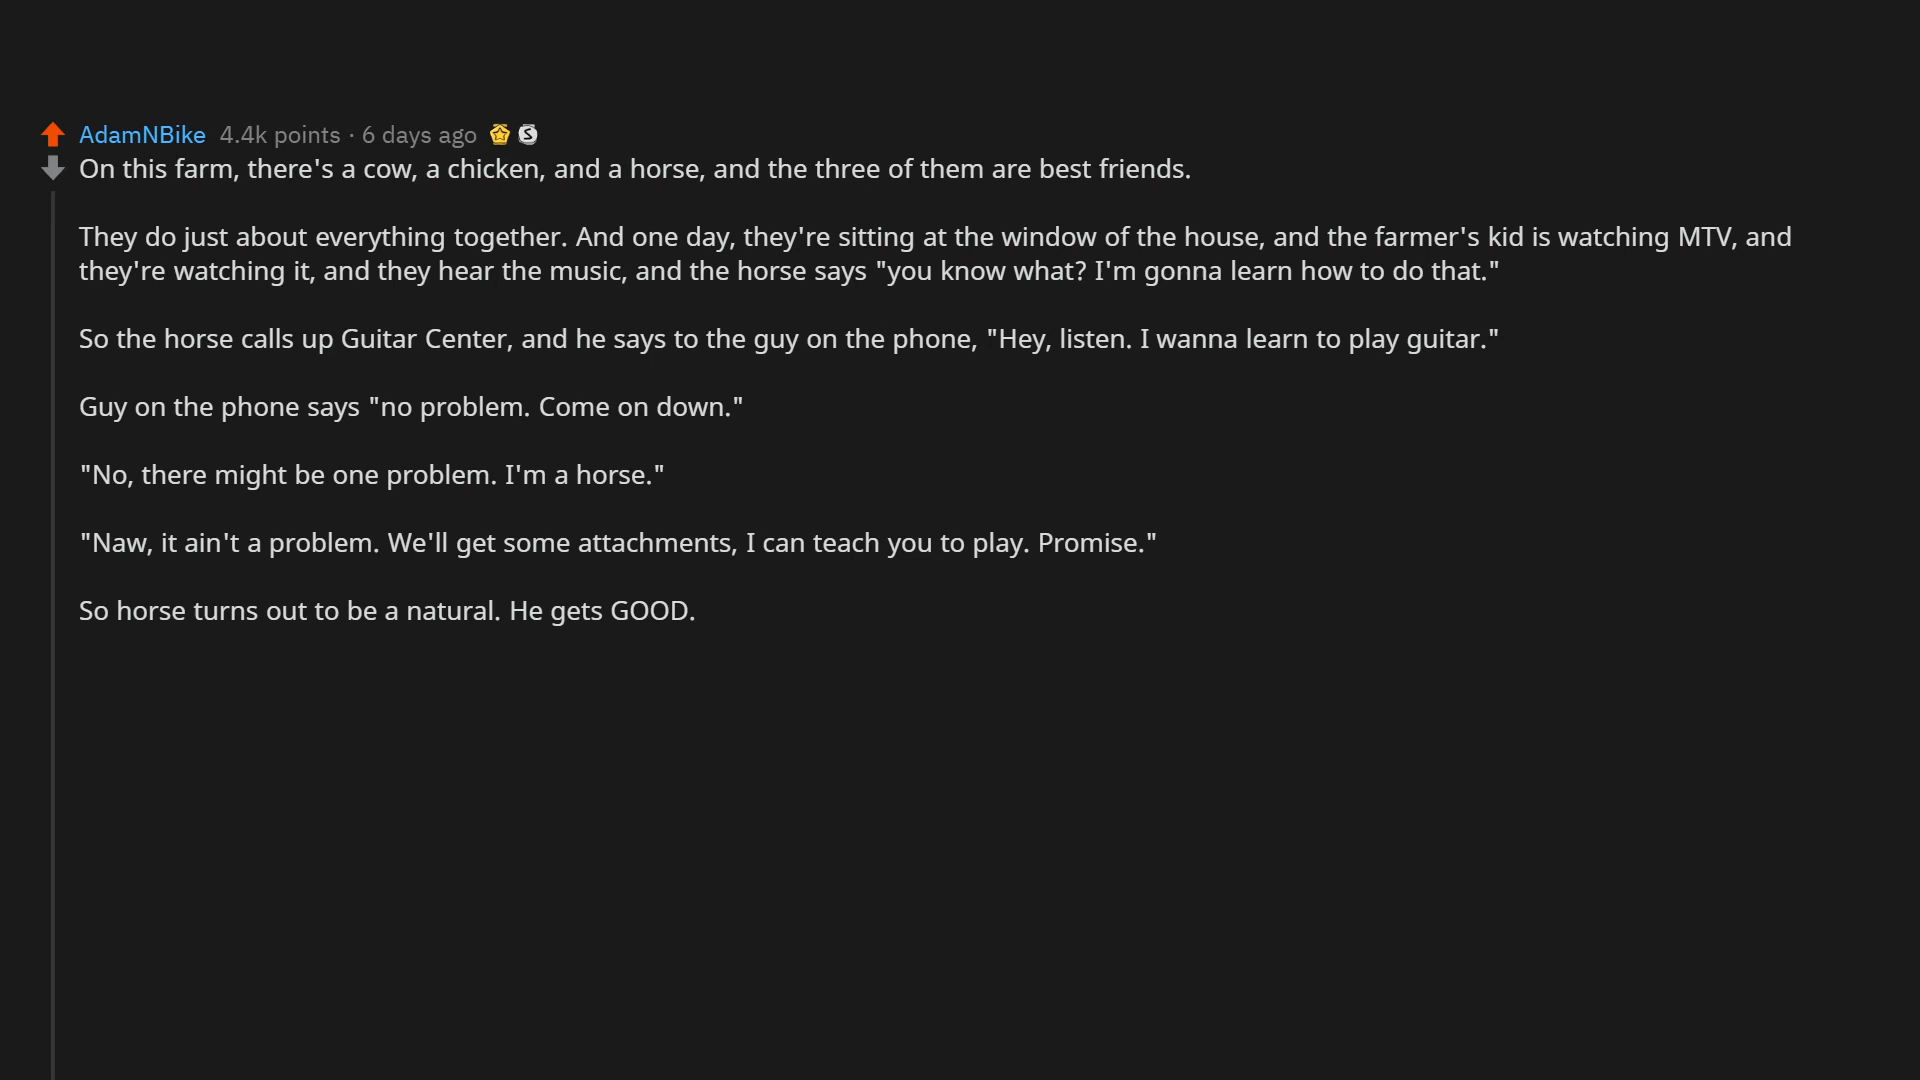 AdamNBike 4.4k points · 6 days ago
On this farm, there's a cow, a chicken, and a horse, and the three of them are best friends.
They do just about everything together. And one day, they're sitting at the window of the house, and the farmer's kid is watching MTV, and
they're watching it, and they hear the music, and the horse says "you know what? I'm gonna learn how to do that."
So the horse calls up Guitar Center, and he says to the guy on the phone, "Hey, listen. I wanna learn to play guitar."
Guy on the phone says "no problem. Come on down."
"No, there might be one problem. I'm a horse."
"Naw, it ain't a problem. We'll get some attachments, I can teach you to play. Promise."
So horse turns out to be a natural. He gets GOOD.